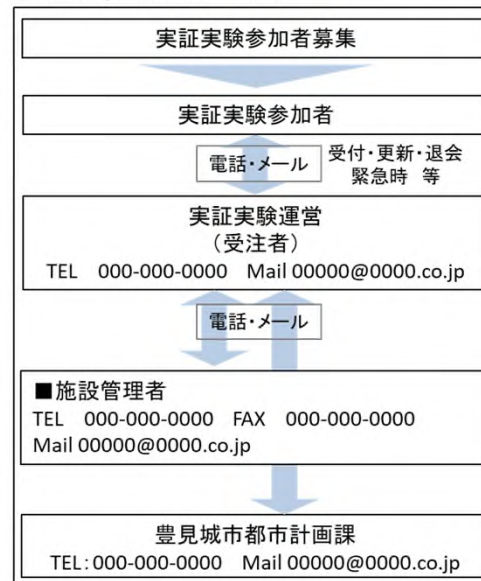 実証実験参加者募集
実証実験参加者
電話・メール
受付・更新・退会
緊急時 等
実証実験運営
（受注者）
TEL 000-000-0000 Mail 00000@0000.co.jp
電話・メール
■施設管理者
TEL 000-000-0000 FAX 000-000-0000
Mail 00000@0000.co.jp
豊見城市都市計画課
TEL：000-000-0000 Mail 00000@0000.co.jp